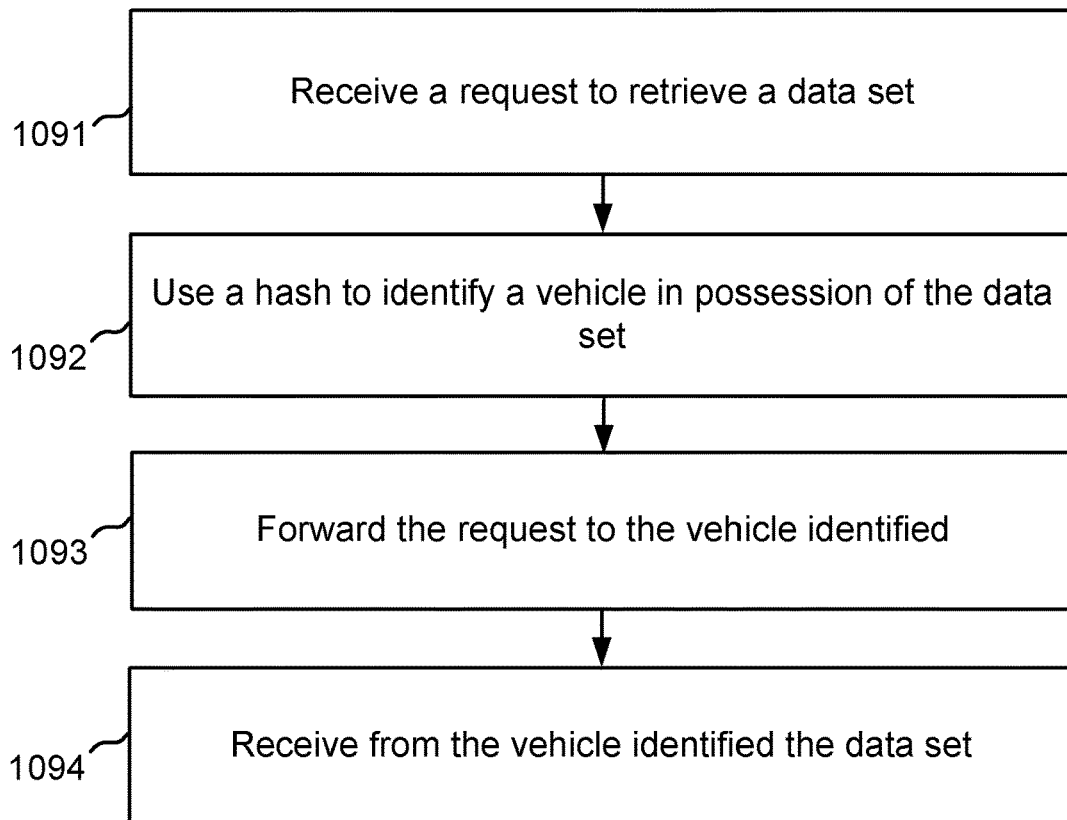 Receive a request to retrieve a data set
1091
Use a hash to identify a vehicle in possession of the data
set
1092
Forward the request to the vehicle identified
1093
Receive from the vehicle identified the data set
1094